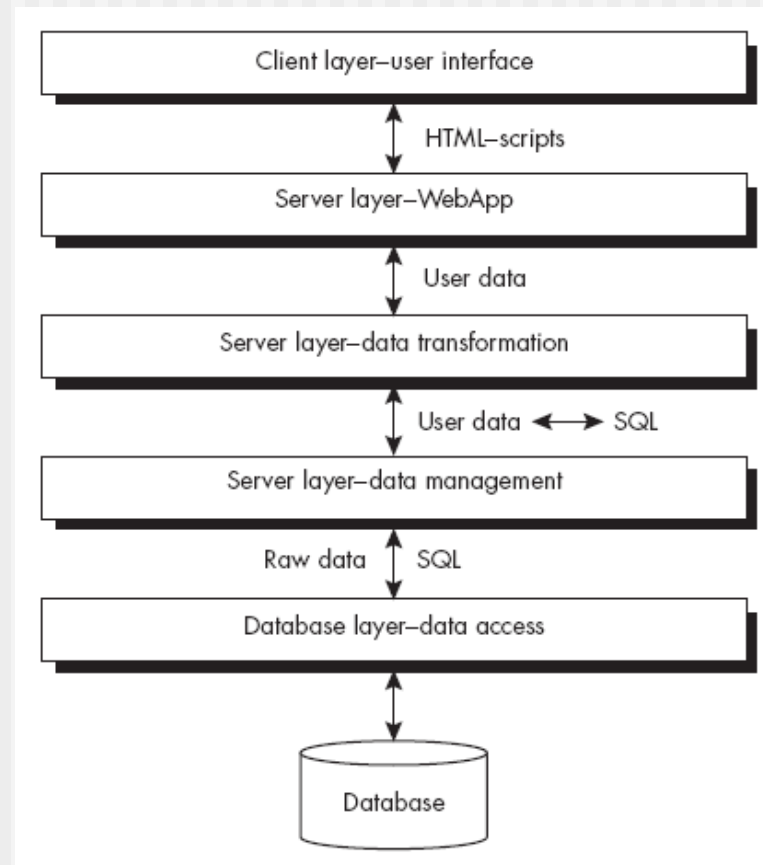 Client layer–user interface
HTML–scripts
Server layer–WebApp
User data
Server layer–data transformation
User data SQL
Server layer–data management
Raw data SQL
Database layer–data access
Database